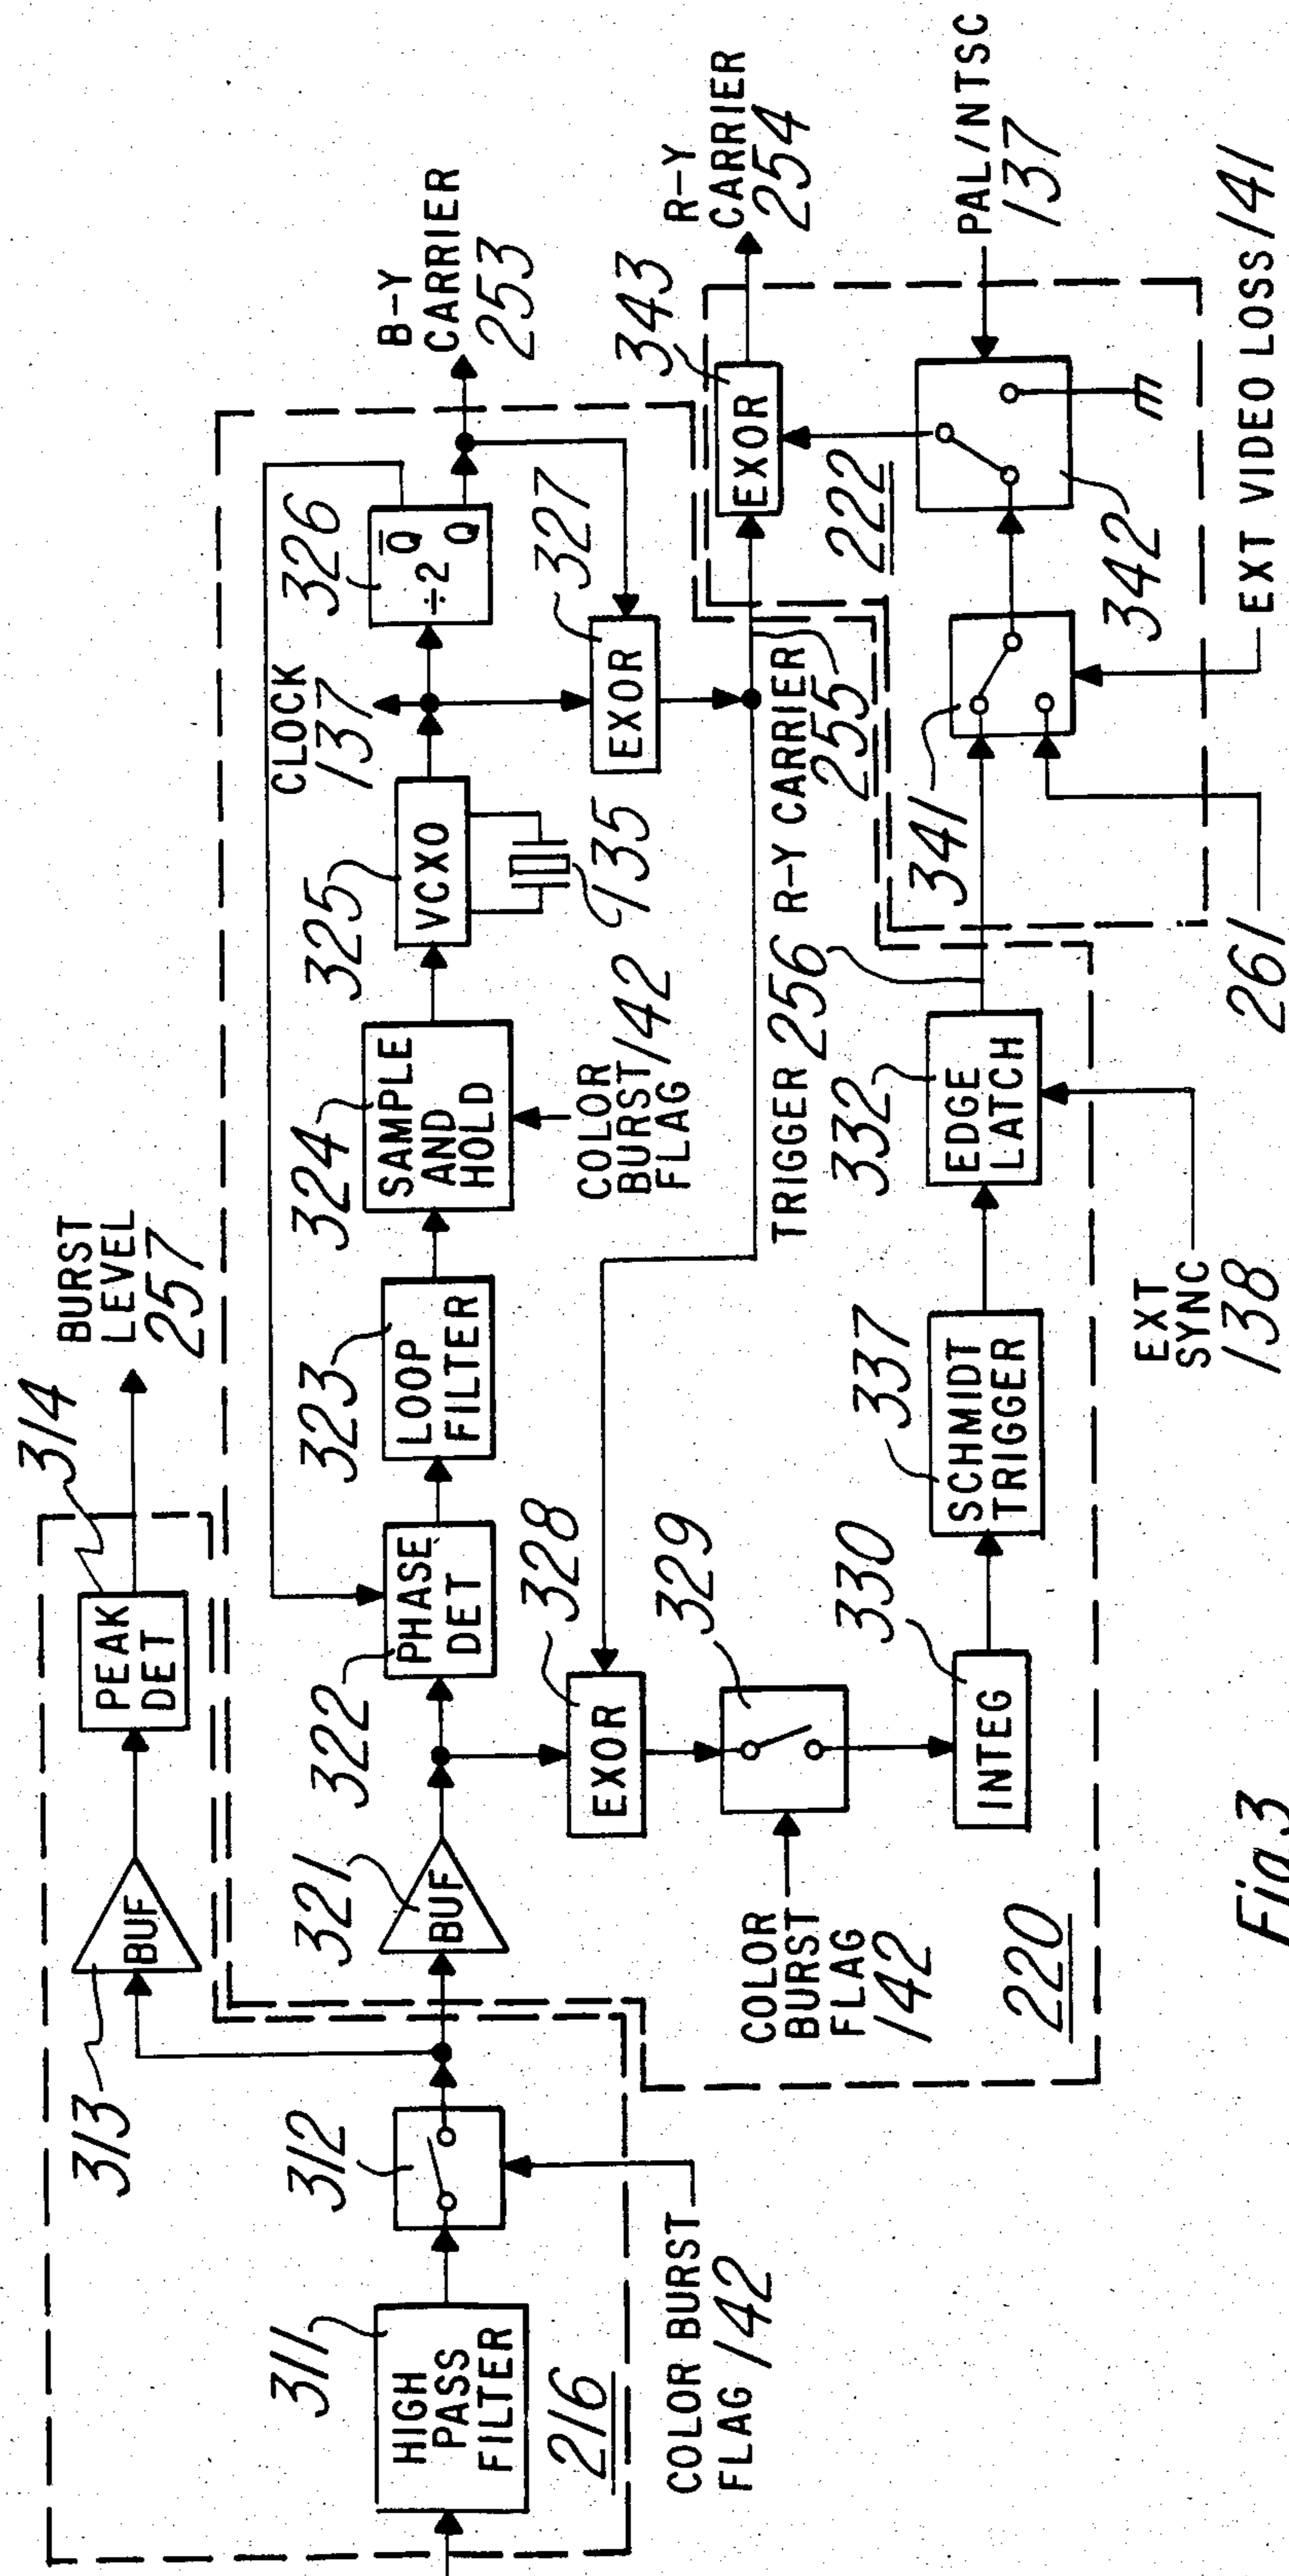 BURST
LEVEL
257
314
PEAK
DET
BUF
313
311
HIGH
PASS
FILTER
216
312
COLOR BURST
FLAG 142
321
BUF
322
PHASE
DET
323
LOOP
FILTER
324
SAMPLE
AND
HOLD
COLOR
BURST 142
FLAG
325
VCXO
935
CLOCK
137
326
÷2
Q̅
Q
B-Y
CARRIER
253
327
EXOR
328
EXOR
329
COLOR
BURST
FLAG
142
220
330
INTEG
337
SCHMIDT
TRIGGER
332
EDGE
LATCH
EXT
SYNC
138
TRIGGER 256
R-Y CARRIER
255
343
EXOR
R-Y
CARRIER
254
222
341
342
PAL/NTSC
137
EXT VIDEO LOSS 141
261
Fig.3